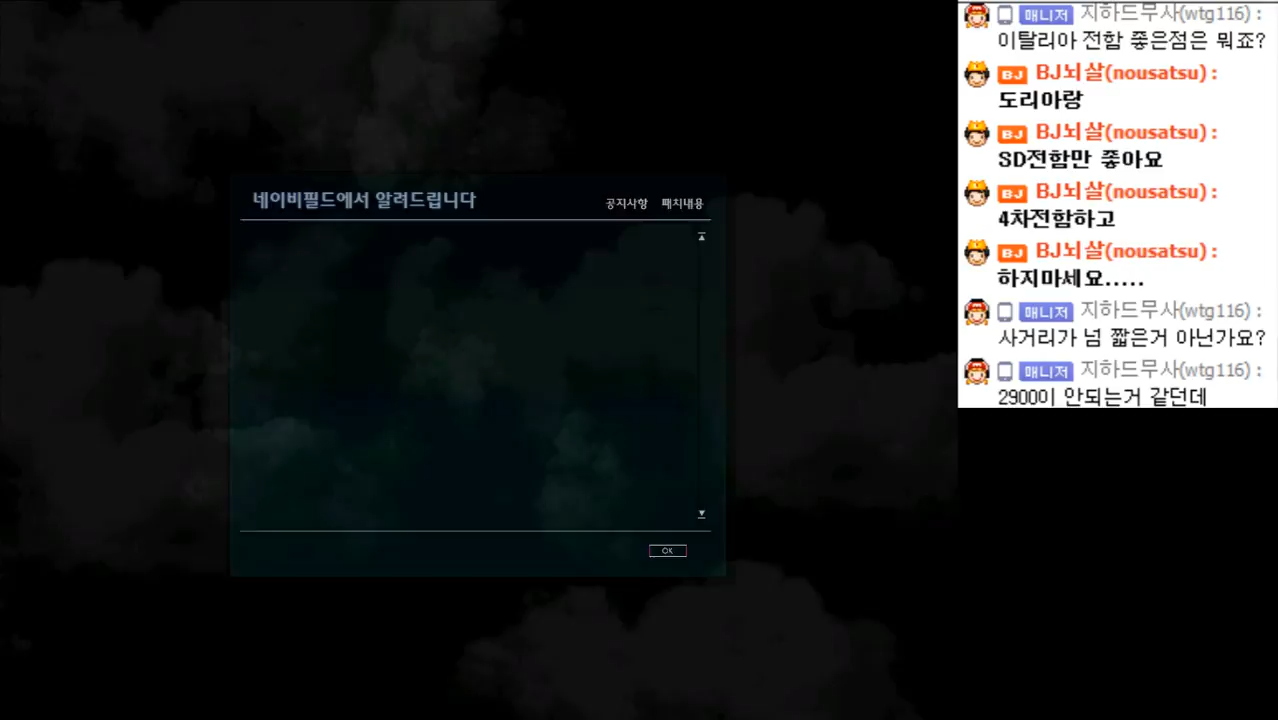 네이비필드에서 알려드립니다
공지사항 패치내용
OK
매니저 지하드무사(wtg116) :
이탈리아 전함 좋은점은 뭐죠?
BJ BJ뇌살(nousatsu) :
도리아랑
BJ BJ뇌살(nousatsu) :
SD전함만 좋아요
BJ BJ뇌살(nousatsu) :
4차전함하고
BJ BJ뇌살(nousatsu) :
하지마세요.....
매니저 지하드무사(wtg116) :
사거리가 넘 짧은거 아닌가요?
매니저 지하드무사(wtg116) :
2900이 안되는거 같던데